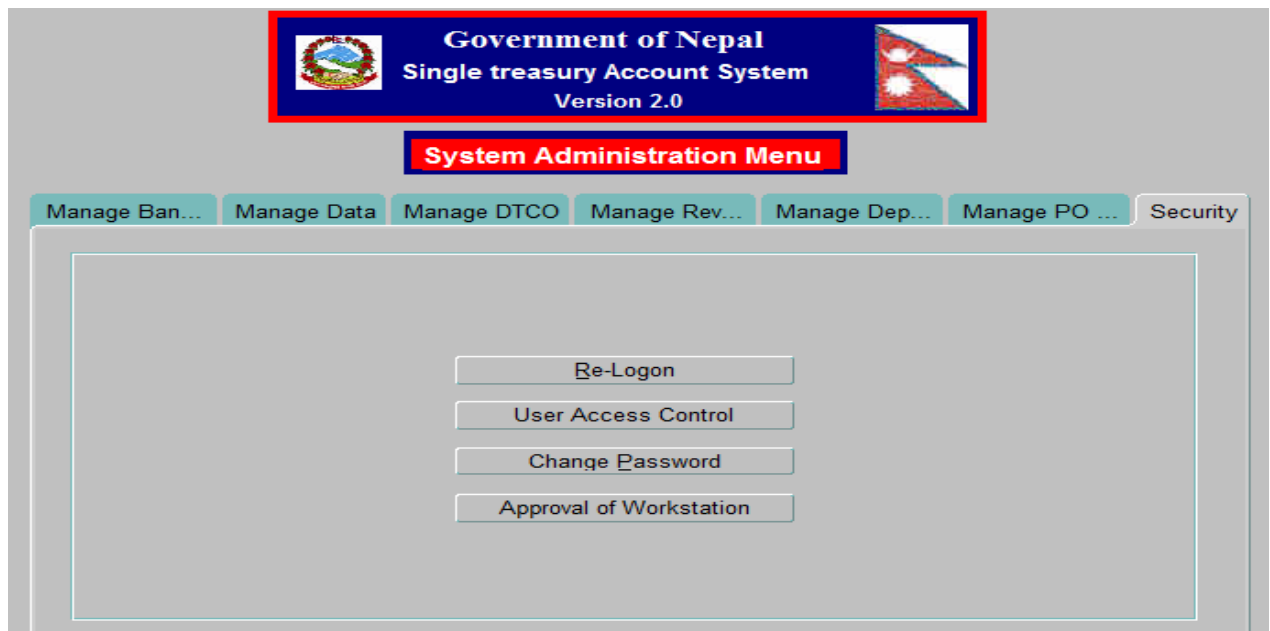 Government of Nepal
Single treasury Account System
Version 2.0
System Administration Menu
Manage Ban... Manage Data Manage DTCO Manage Rev... Manage Dep... Manage PO ... Security
Re-Logon
User Access Control
Change Password
Approval of Workstation